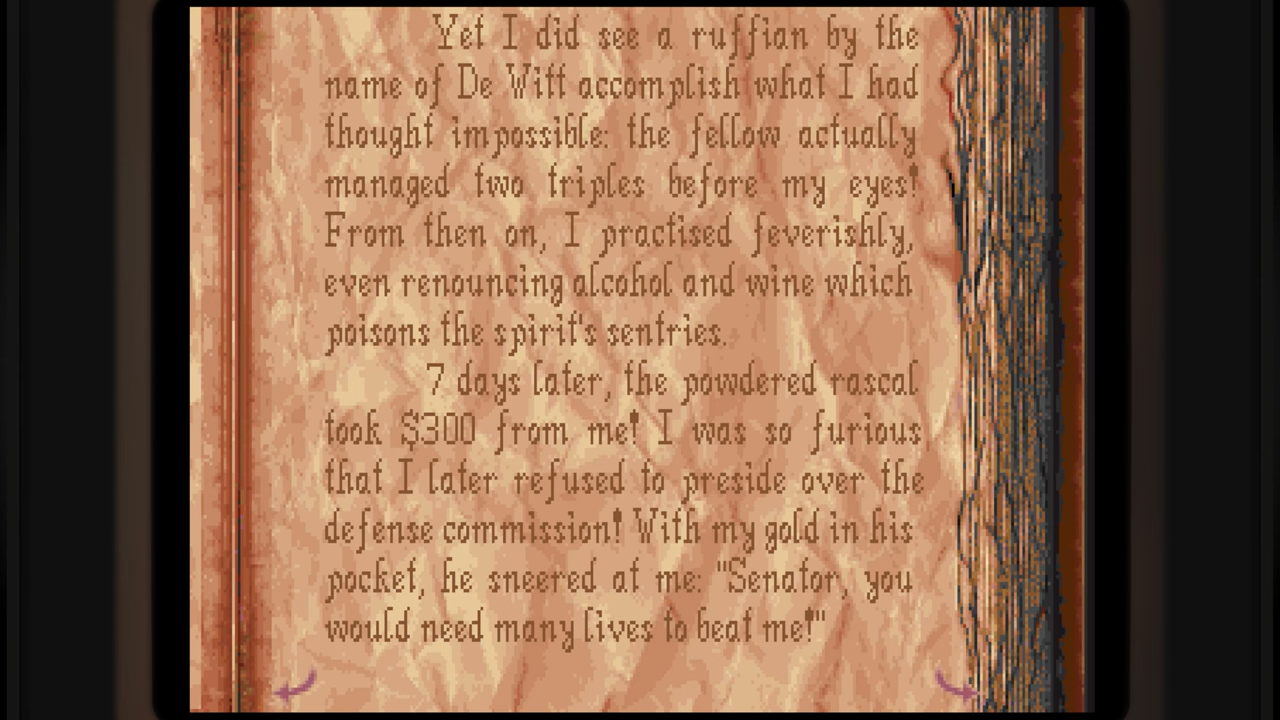 Yet I did see a ruffian by the
name of De Witt accomplish what I had
thought impossible: the fellow actually
managed two triples before my eyes!
From then on, I practised feverishly,
even renouncing alcohol and wine which
poisons the spirit's sentries.
7 days later, the powdered rascal
took $300 from me! I was so furious
that I later refused to preside over the
defense commission! With my gold in his
pocket, he sneered at me: "Senator, you
would need many lives to beat me!"